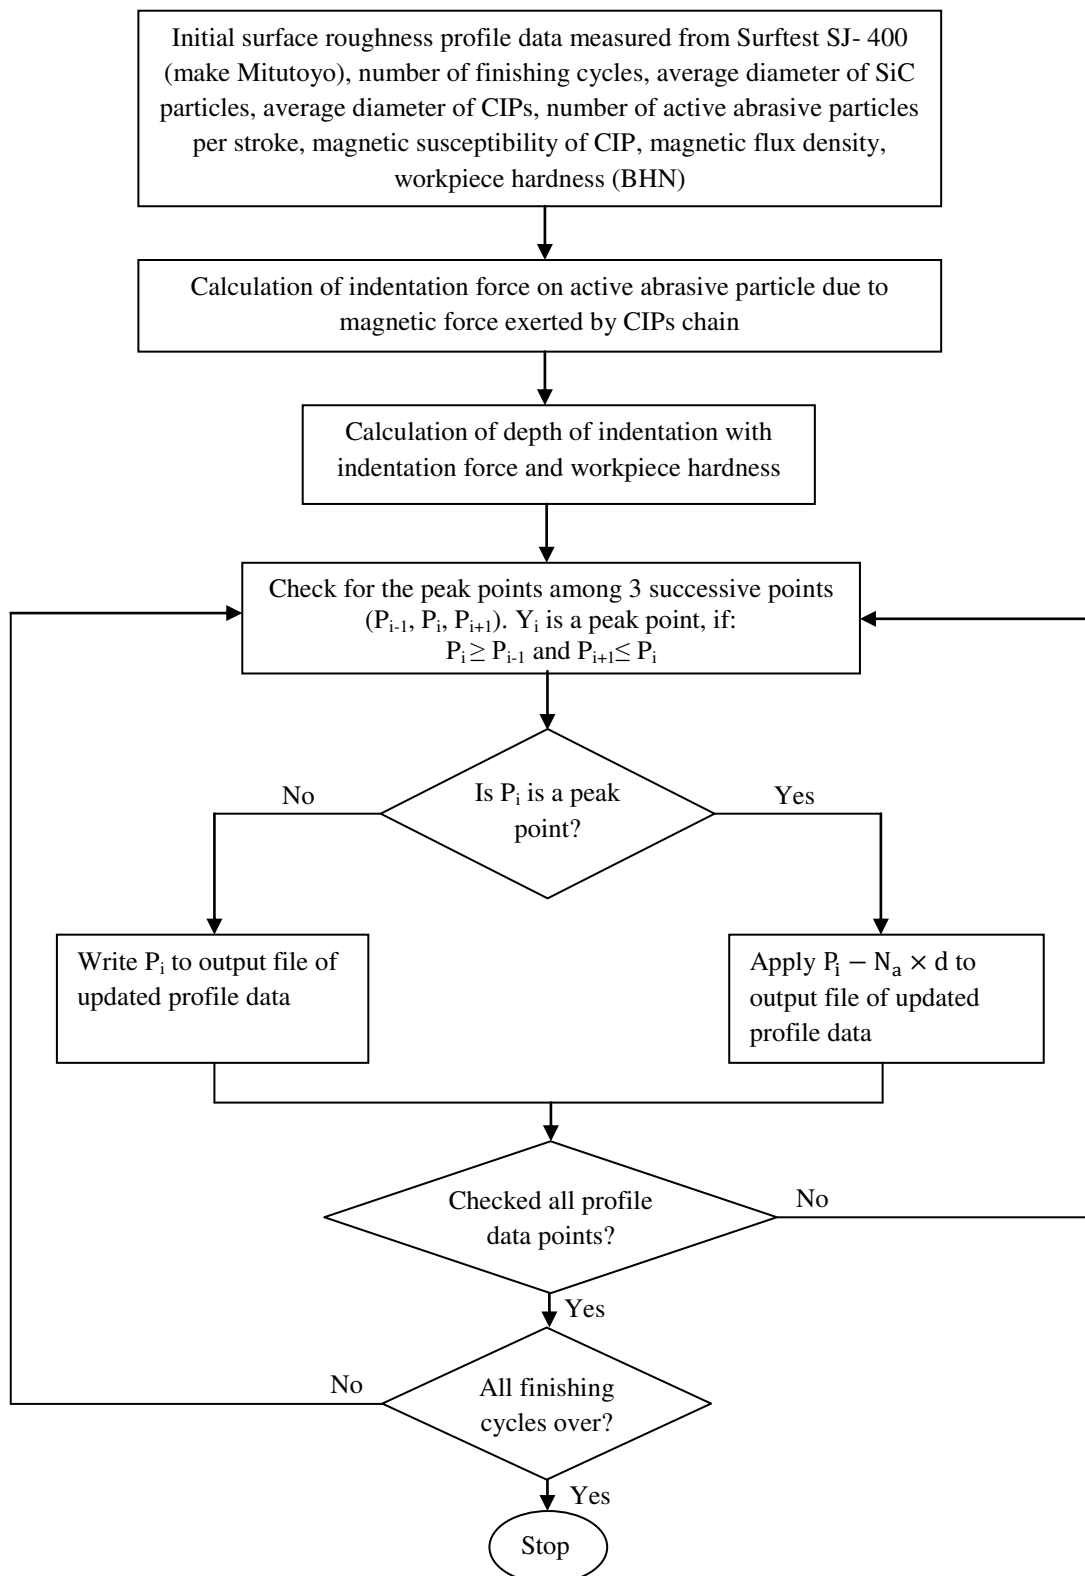 Initial surface roughness profile data measured from Surftest SJ- 400
(make Mitutoyo), number of finishing cycles, average diameter of SiC
particles, average diameter of CIPs, number of active abrasive particles
per stroke, magnetic susceptibility of CIP, magnetic flux density,
workpiece hardness (BHN)
Calculation of indentation force on active abrasive particle due to
magnetic force exerted by CIPs chain
Calculation of depth of indentation with
indentation force and workpiece hardness
Check for the peak points among 3 successive points
(Pᵢ₋₁, Pᵢ, Pᵢ₊₁). Yᵢ is a peak point, if:
Pᵢ ≥ Pᵢ₋₁ and Pᵢ₊₁≤ Pᵢ
No
Is Pᵢ is a peak
point?
Yes
Write Pᵢ to output file of
updated profile data
Apply Pᵢ − Nₐ × d to
output file of updated
profile data
Checked all profile
data points?
No
Yes
No
All finishing
cycles over?
Yes
Stop